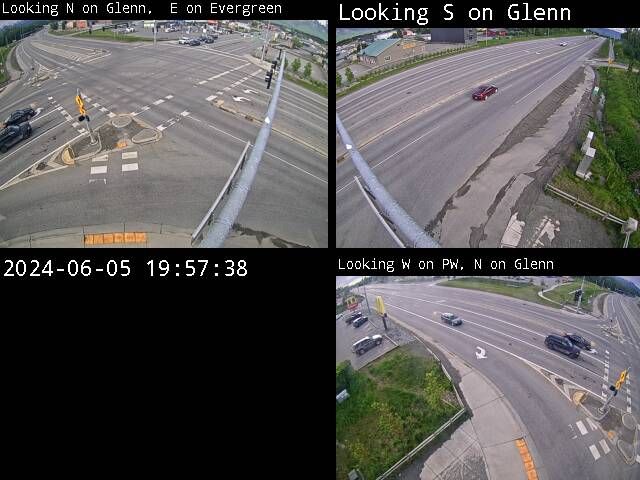 Looking N on Glenn,  E on Evergreen
Looking S on Glenn
2024-06-05 19:57:38
Looking W on PW, N on Glenn